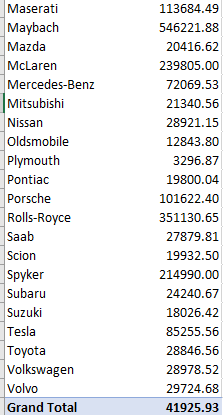 Maserati 113684.49
Maybach 546221.88
Mazda 20416.62
McLaren 239805.00
Mercedes-Benz 72069.53
Mitsubishi 21340.56
Nissan 28921.15
Oldsmobile 12843.80
Plymouth 3296.87
Pontiac 19800.04
Porsche 101622.40
Rolls-Royce 351130.65
Saab 27879.81
Scion 19932.50
Spyker 214990.00
Subaru 24240.67
Suzuki 18026.42
Tesla 85255.56
Toyota 28846.56
Volkswagen 28978.52
Volvo 29724.68
Grand Total 41925.93